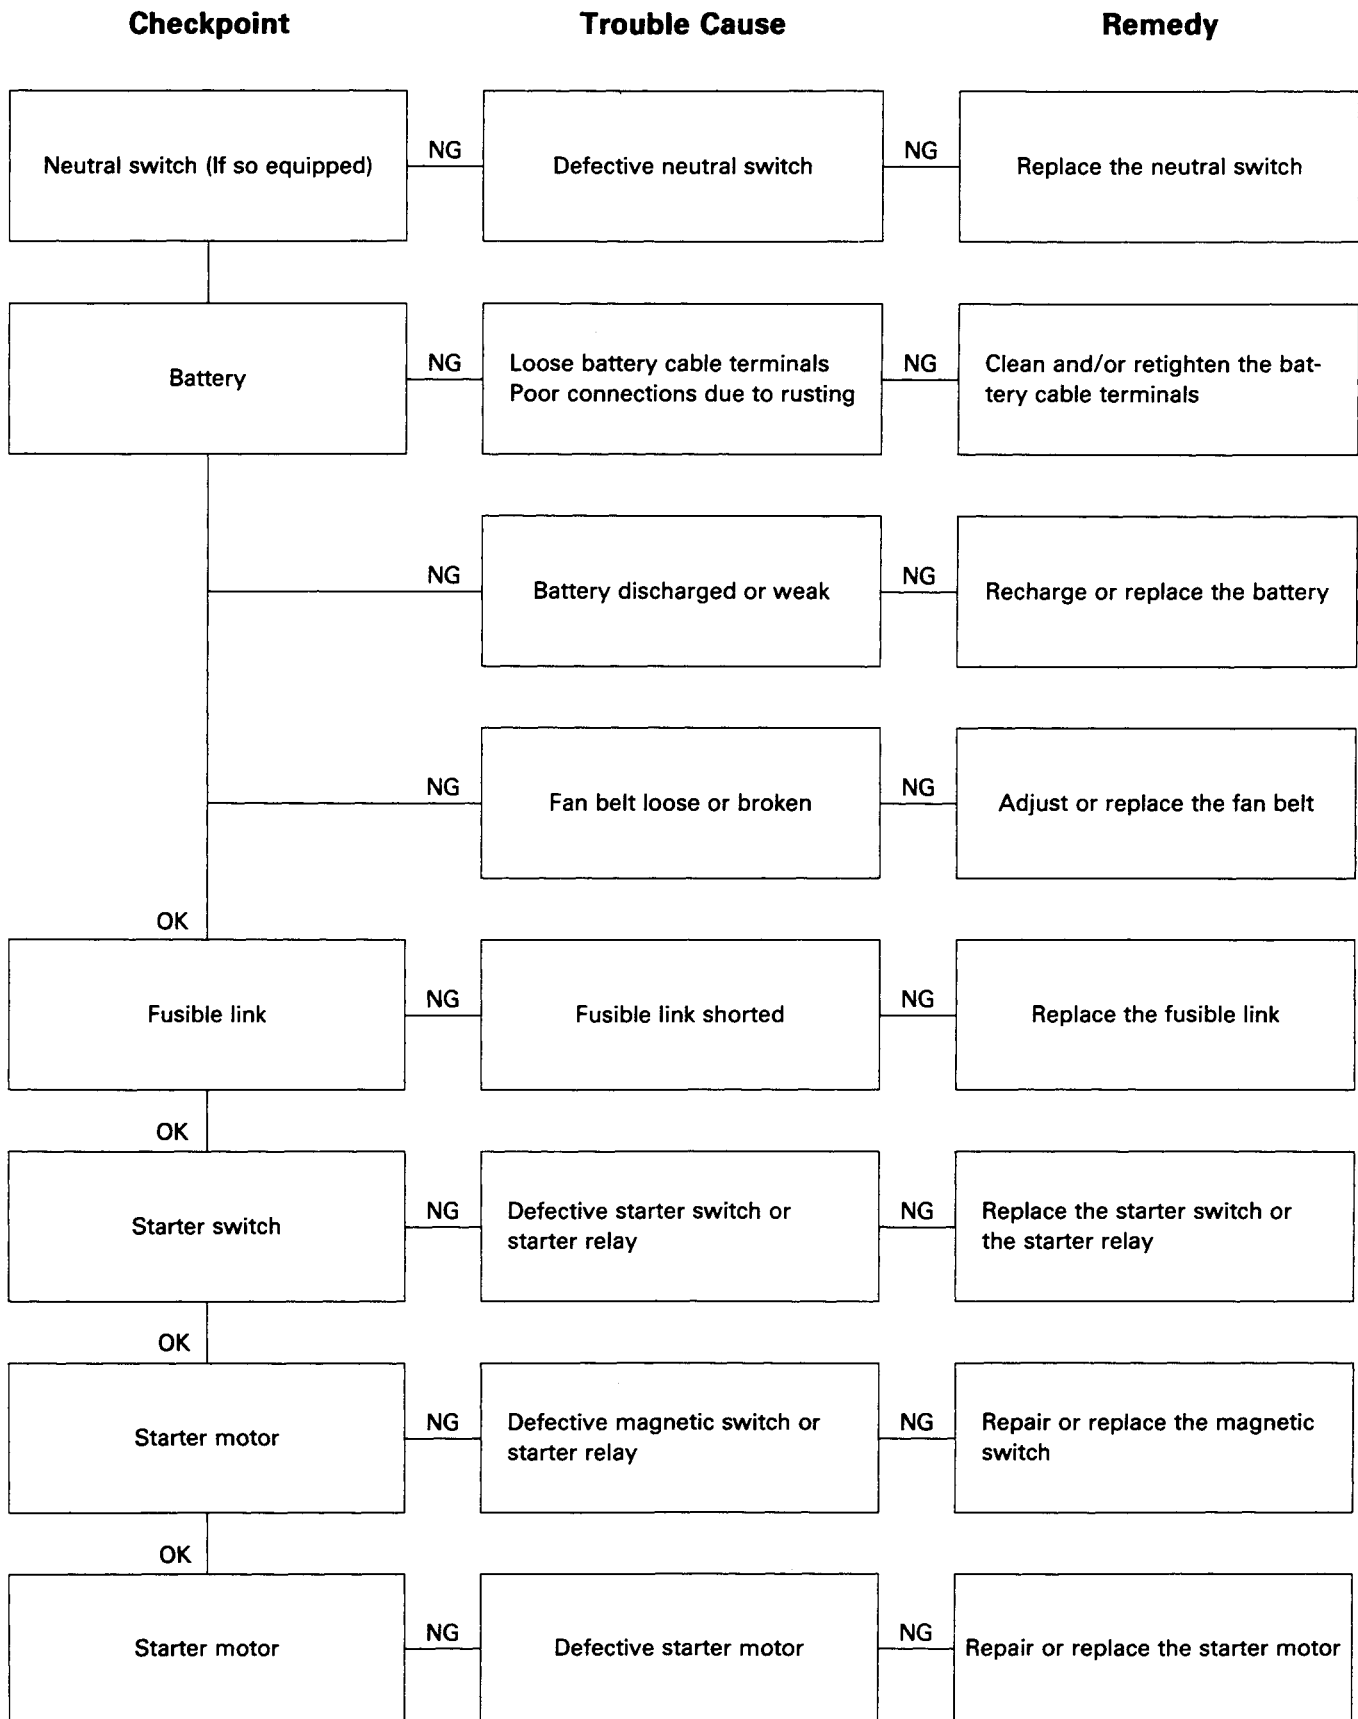 Checkpoint Trouble Cause Remedy
Neutral switch (If so equipped) NG Defective neutral switch NG Replace the neutral switch
Battery NG Loose battery cable terminals
Poor connections due to rusting NG Clean and/or retighten the bat-
tery cable terminals
NG Battery discharged or weak NG Recharge or replace the battery
NG Fan belt loose or broken NG Adjust or replace the fan belt
OK
Fusible link NG Fusible link shorted NG Replace the fusible link
OK
Starter switch NG Defective starter switch or
starter relay NG Replace the starter switch or
the starter relay
OK
Starter motor NG Defective magnetic switch or
starter relay NG Repair or replace the magnetic
switch
OK
Starter motor NG Defective starter motor NG Repair or replace the starter motor